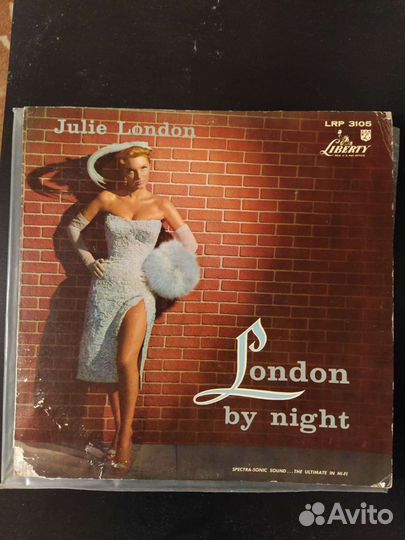 Julie London
LRP 3105
LIBERTY
London
by night
SPECTRA-SONIC SOUND...THE ULTIMATE IN HI-FI
Avito